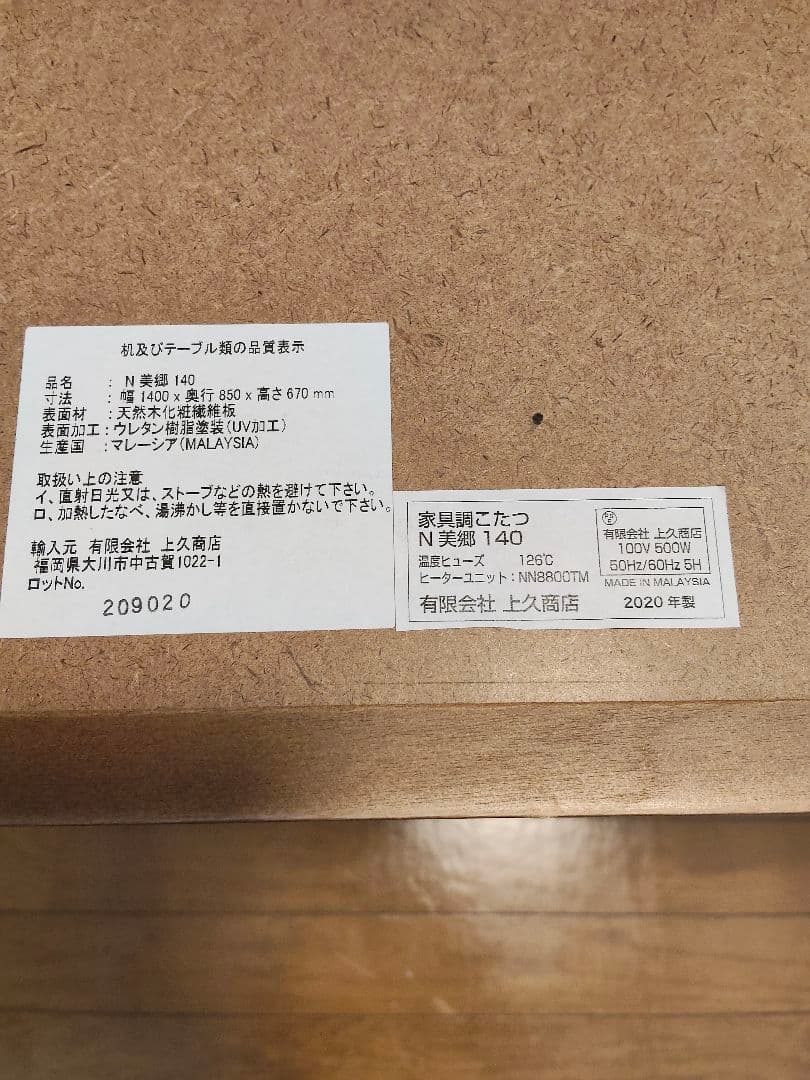 机及びテーブル類の品質表示
品名 : N 美郷 140
寸法 : 幅 1400 x 奥行 850 x 高さ 670 mm
表面材 : 天然木化粧繊維板
表面加工 : ウレタン樹脂塗装(UV加工)
生産国 : マレーシア(MALAYSIA)
取扱い上の注意
イ、直射日光又は、ストーブなどの熱を避けて下さい。
ロ、加熱したなべ、湯沸かし等を直接置かないで下さい。
輸入元 有限会社 上久商店
福岡県大川市中古賀1022-1
ロットNo.
209020
家具調こたつ
N 美郷 140
温度ヒューズ 126℃
ヒーターユニット : NN8800TM
有限会社 上久商店
有限会社 上久商店
100V 500W
50Hz/60Hz 5H
MADE IN MALAYSIA
2020 年製